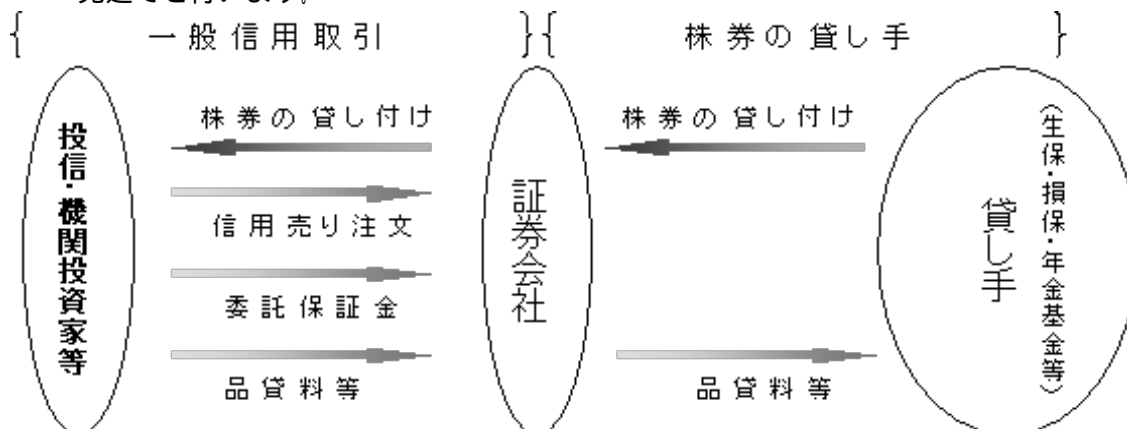 { 一般信用取引 }{ 株券の貸し手 }
株券の貸し付け
株券の貸し付け
投信・機関投資家等
信用売り注文
委託保証金
品貸料等
証券会社
品貸料等
貸し手
(生保・損保・年金基金等)